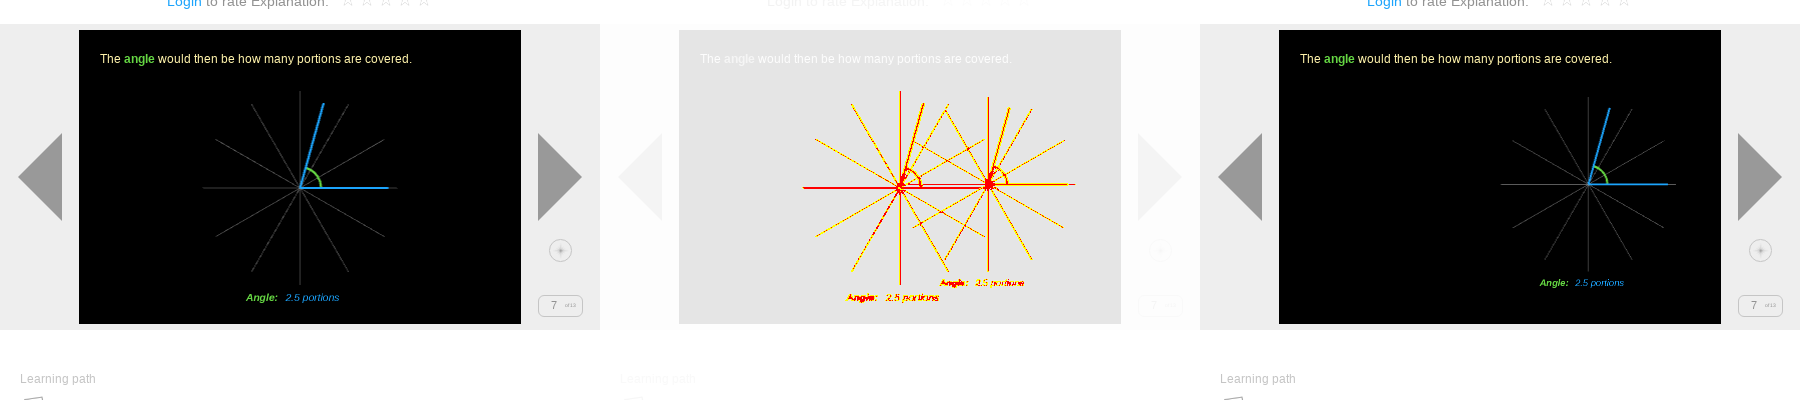 Login to rate Explanation: ☆ ☆ ☆ ☆ ☆
Login to rate Explanation:
Login to rate Explanation: ☆ ☆ ☆ ☆ ☆
The angle would then be how many portions are covered.
The angle would then be how many portions are covered.
The angle would then be how many portions are covered.
Angle: 2.5 portions
Angle: 2.5 portions
Angle: 2.5 portions
Angle: 2.5 portions
7 of 13
7
7 of 13
Learning path
Learning path
Learning path